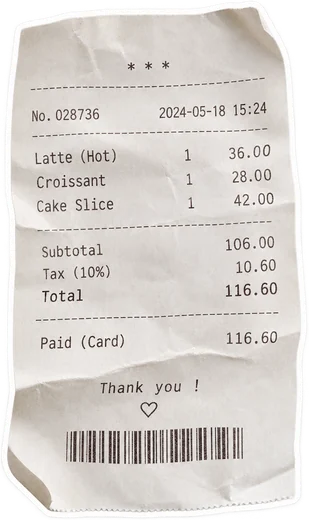 * * *
No. 028736 2024-05-18 15:24
Latte (Hot) 1 36.00
Croissant 1 28.00
Cake Slice 1 42.00
Subtotal 106.00
Tax (10%) 10.60
Total 116.60
Paid (Card) 116.60
Thank you !
♡